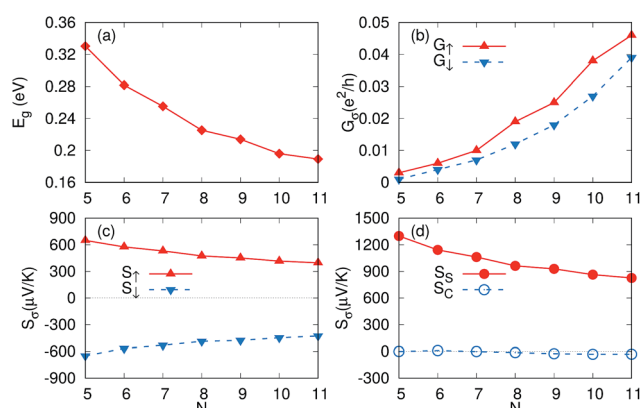 0.36
0.32
0.28
0.24
0.2
0.16
E_g (eV)
(a)
5 6 7 8 9 10 11
0.05
0.04
0.03
0.02
0.01
0
G_σ(e²/h)
(b)
G↑
G↓
5 6 7 8 9 10 11
900
600
300
0
-300
-600
-900
S_σ(μV/K)
(c)
S↑
S↓
5 6 7 8 9 10 11
N
1500
1200
900
600
300
0
-300
S_σ(μV/K)
(d)
S_S
S_C
5 6 7 8 9 10 11
N